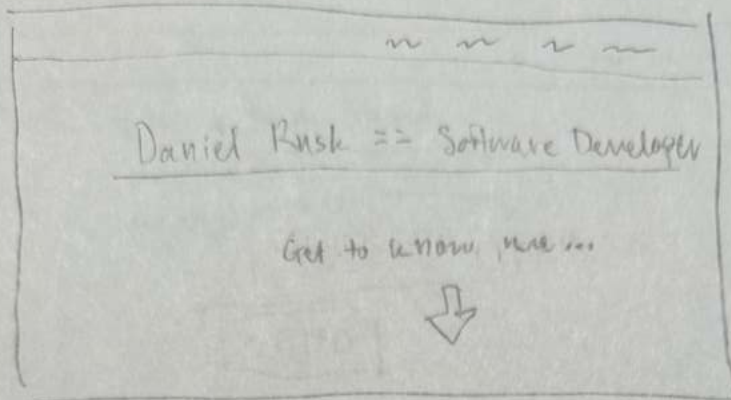 Daniel Rusk == Software Developer
Get to know me...